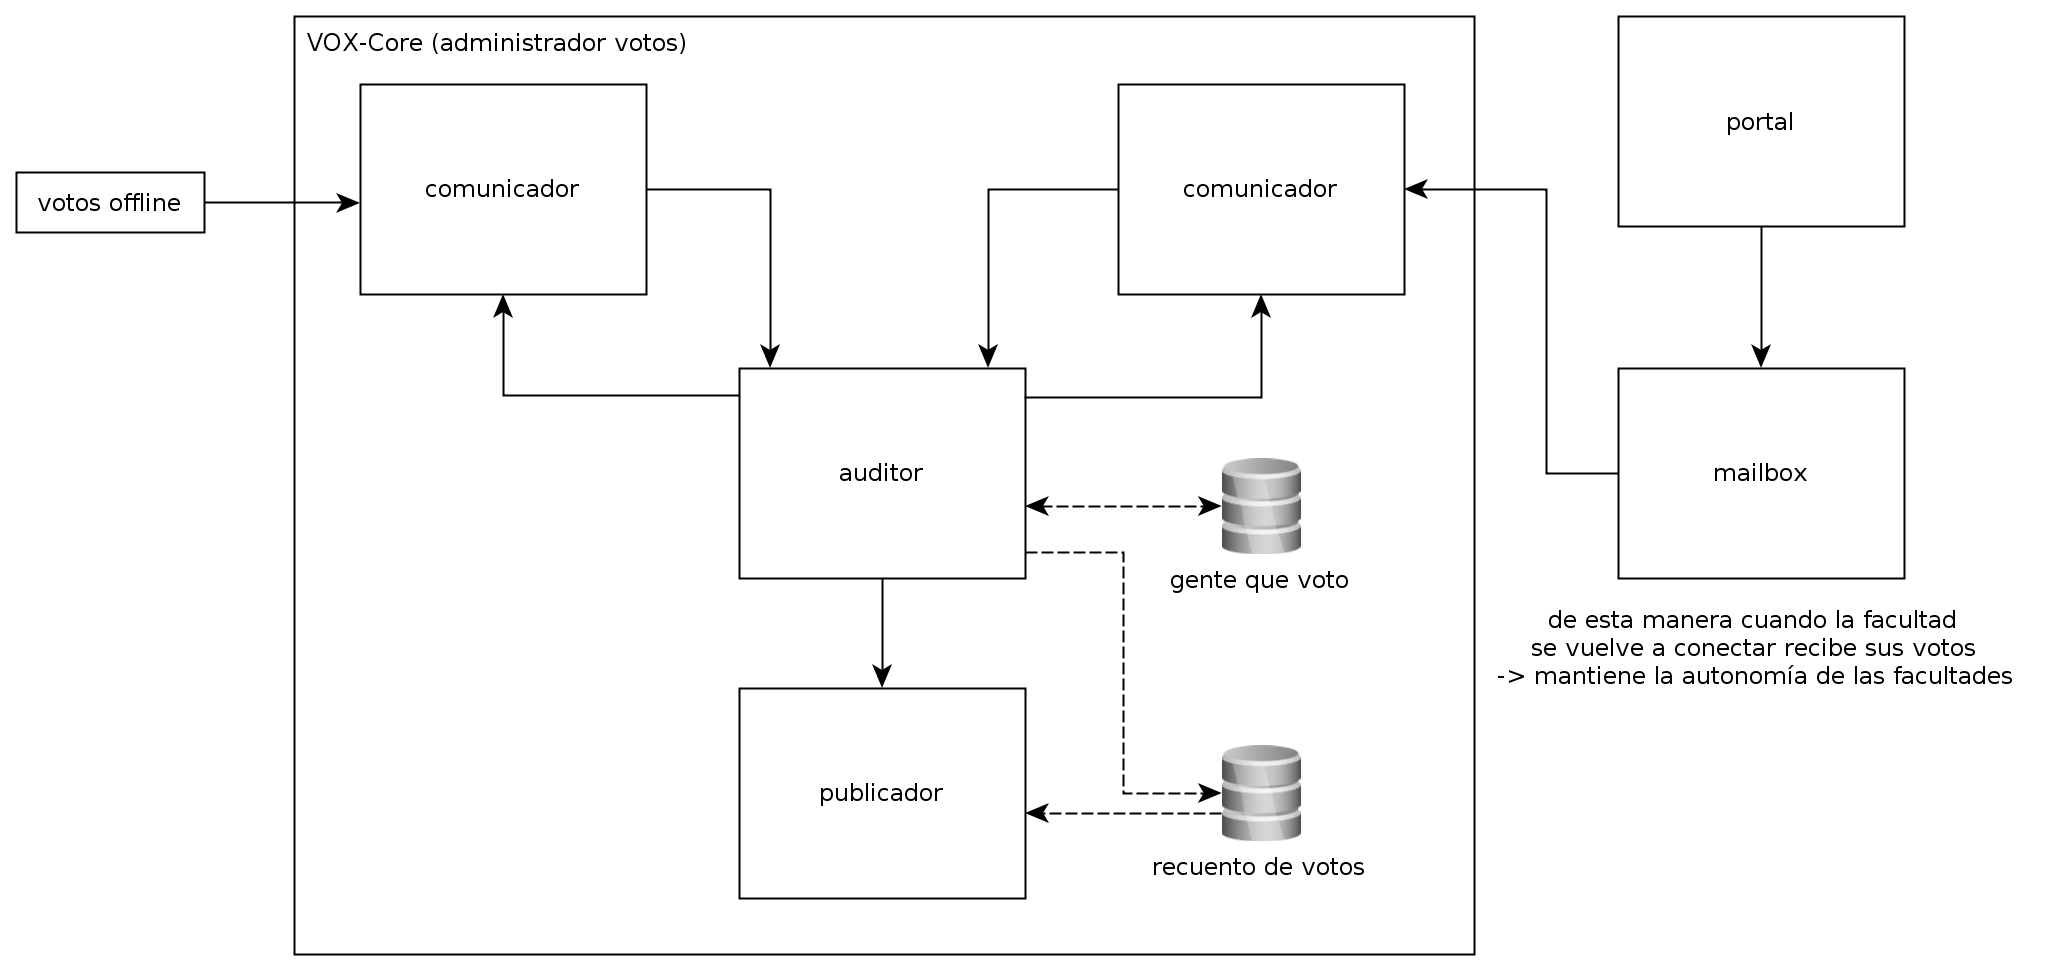 VOX-Core (administrador votos)
comunicador
comunicador
portal
votos offline
auditor
mailbox
gente que voto
de esta manera cuando la facultad
se vuelve a conectar recibe sus votos
-> mantiene la autonomía de las facultades
publicador
recuento de votos